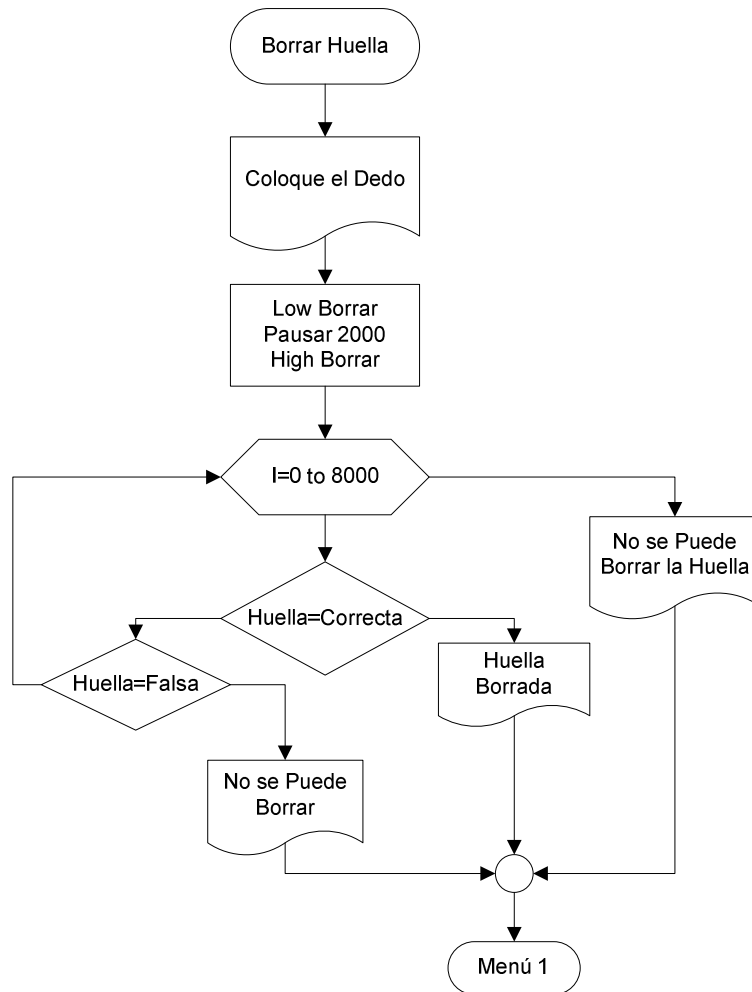 Borrar Huella
Coloque el Dedo
Low Borrar
Pausar 2000
High Borrar
I=0 to 8000
No se Puede
Borrar la Huella
Huella=Correcta
Huella=Falsa
Huella
Borrada
No se Puede
Borrar
Menú 1